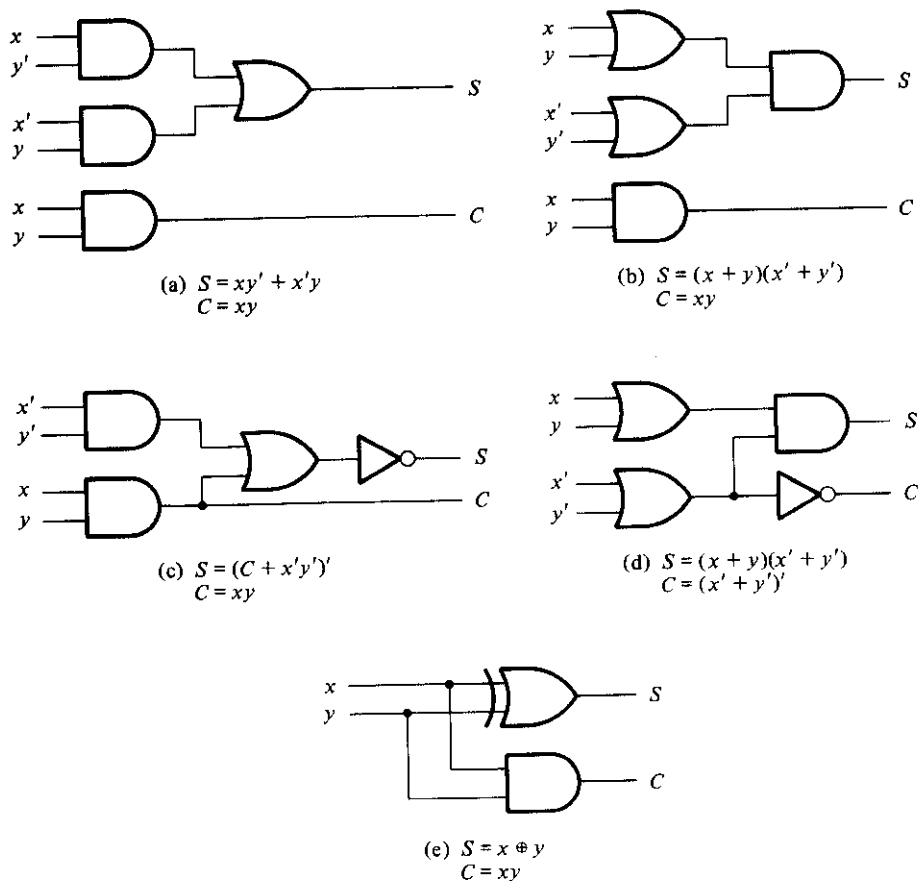 x
y'
x'
y
x
y
S
C
(a) S = xy' + x'y
C = xy
x
y
x'
y'
x
y
S
C
(b) S = (x + y)(x' + y')
C = xy
x'
y'
x
y
S
C
(c) S = (C + x'y')'
C = xy
x
y
x'
y'
S
C
(d) S = (x + y)(x' + y')
C = (x' + y')'
x
y
S
C
(e) S = x ⊕ y
C = xy